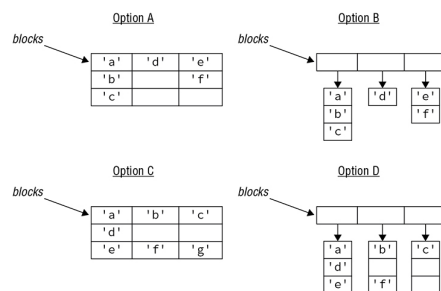 Option A
blocks
'a' 'd' 'e'
'b' 'f'
'c'
Option B
blocks
'a' 'd' 'e'
'b' 'f'
'c'
Option C
blocks
'a' 'b' 'c'
'd'
'e' 'f' 'g'
Option D
blocks
'a' 'b' 'c'
'd'
'e' 'f'